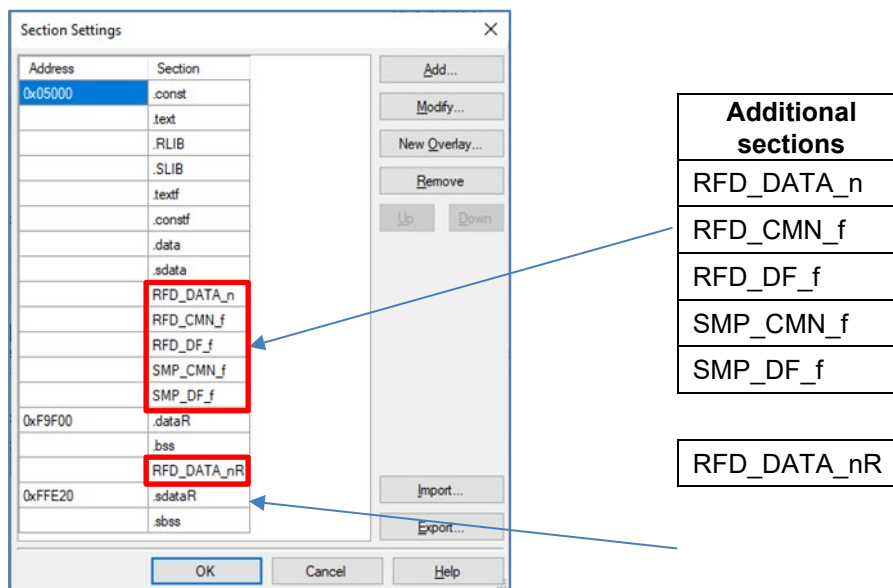 Section Settings
Address Section
0x05000 .const
.text
.RLIB
.SLIB
.textf
.constf
.data
.sdata
RFD_DATA_n
RFD_CMN_f
RFD_DF_f
SMP_CMN_f
SMP_DF_f
0xF9F00 .dataR
.bss
RFD_DATA_nR
0xFFE20 .sdataR
.sbss
Add...
Modify...
New Overlay...
Remove
Up Down
Import...
Export...
OK Cancel Help
Additional
sections
RFD_DATA_n
RFD_CMN_f
RFD_DF_f
SMP_CMN_f
SMP_DF_f
RFD_DATA_nR